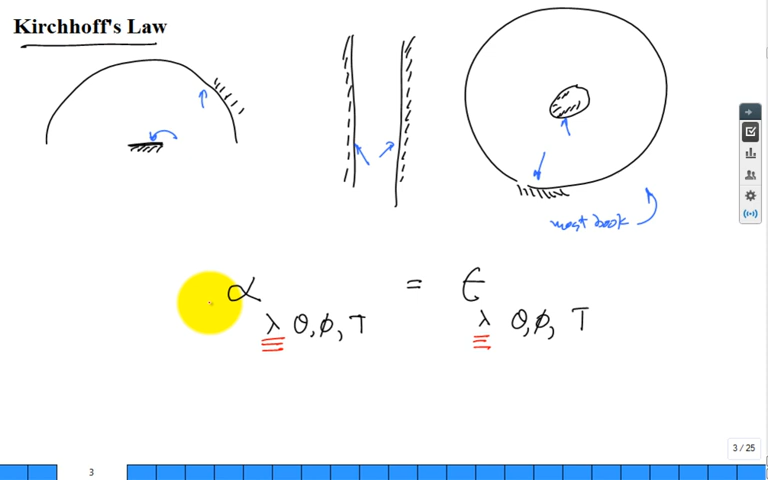 Kirchhoff's Law
most book
α = ϵ
λ θ, φ, T λ θ, φ, T
3 / 25
3